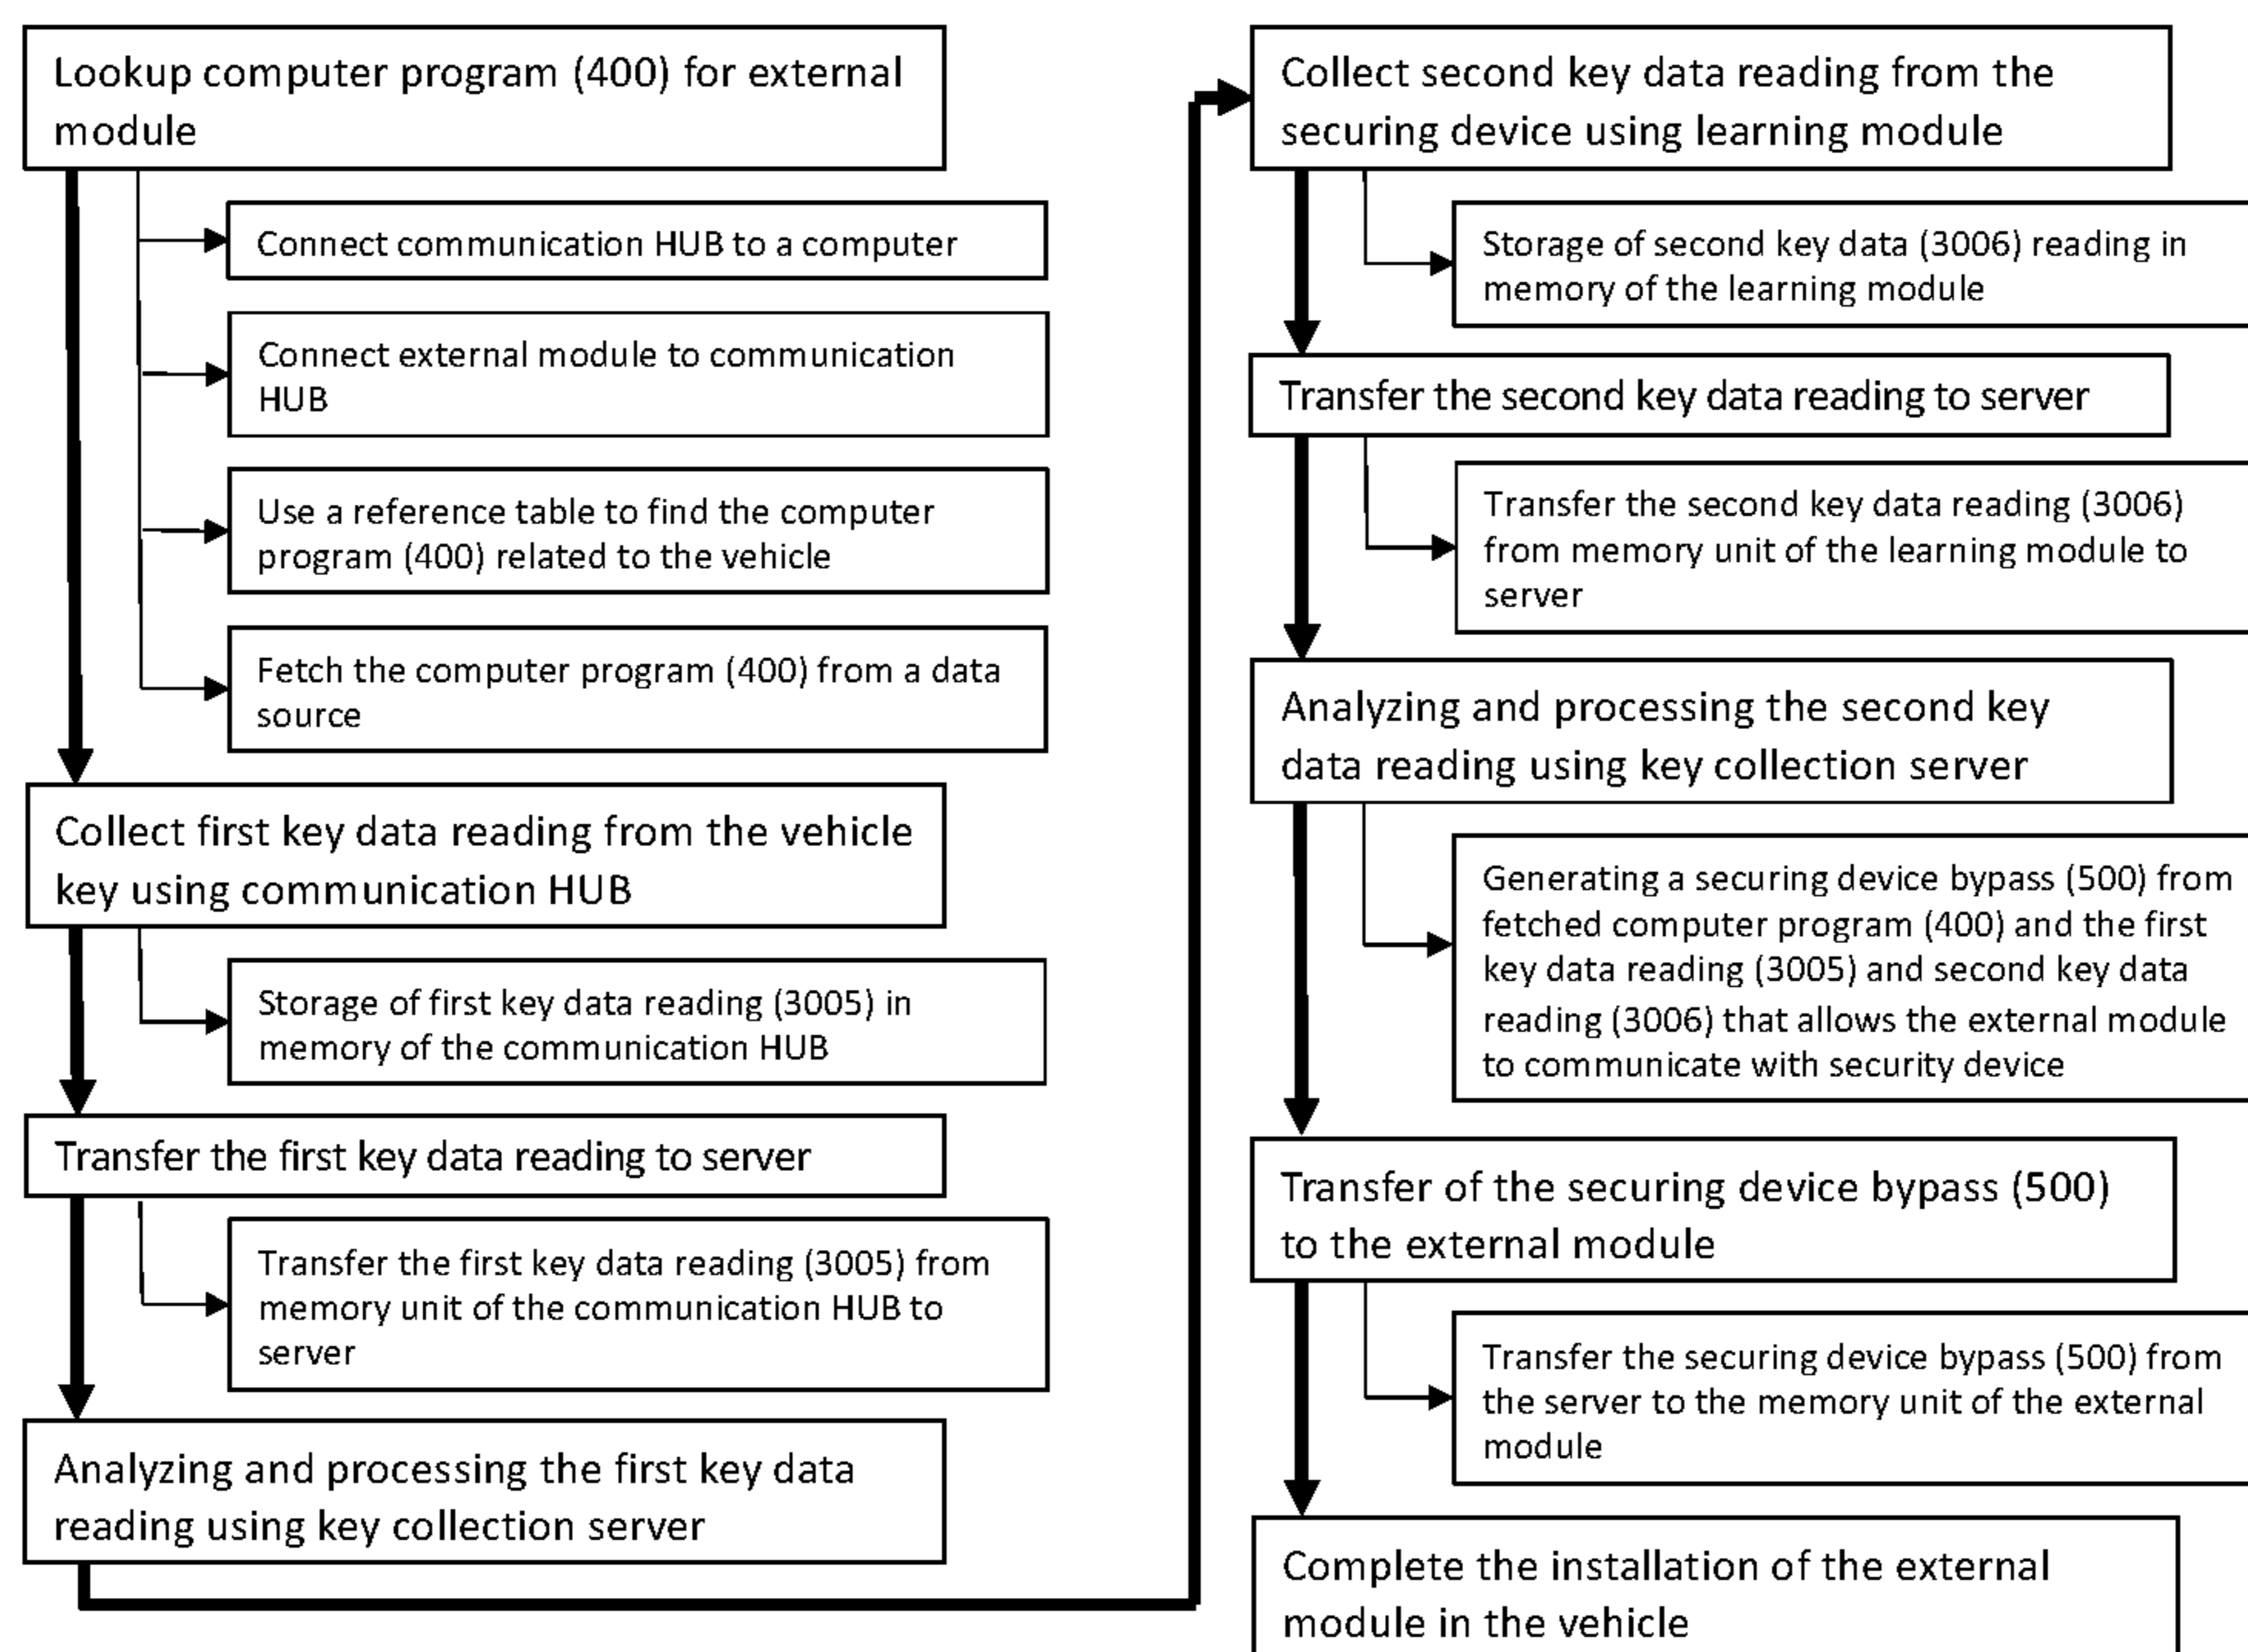 Lookup computer program (400) for external
module
Connect communication HUB to a computer
Connect external module to communication
HUB
Use a reference table to find the computer
program (400) related to the vehicle
Fetch the computer program (400) from a data
source
Collect first key data reading from the vehicle
key using communication HUB
Storage of first key data reading (3005) in
memory of the communication HUB
Transfer the first key data reading to server
Transfer the first key data reading (3005) from
memory unit of the communication HUB to
server
Analyzing and processing the first key data
reading using key collection server
Collect second key data reading from the
securing device using learning module
Storage of second key data (3006) reading in
memory of the learning module
Transfer the second key data reading to server
Transfer the second key data reading (3006)
from memory unit of the learning module to
server
Analyzing and processing the second key
data reading using key collection server
Generating a securing device bypass (500) from
fetched computer program (400) and the first
key data reading (3005) and second key data
reading (3006) that allows the external module
to communicate with security device
Transfer of the securing device bypass (500)
to the external module
Transfer the securing device bypass (500) from
the server to the memory unit of the external
module
Complete the installation of the external
module in the vehicle